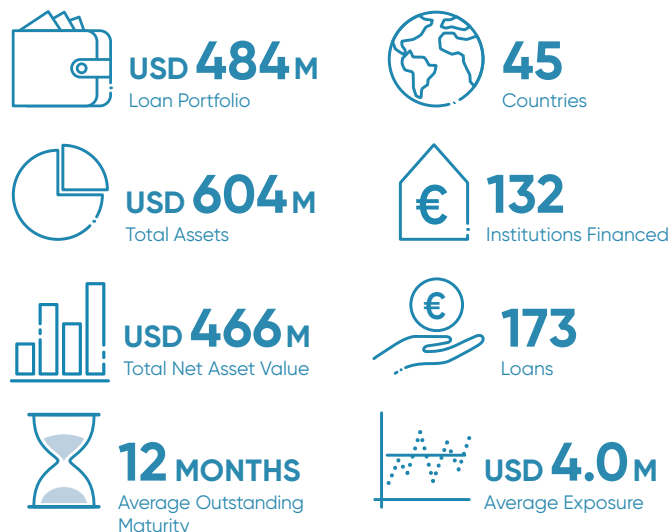 USD 484 M
Loan Portfolio
45
Countries
USD 604 M
Total Assets
€
132
Institutions Financed
USD 466 M
Total Net Asset Value
€
173
Loans
12 MONTHS
Average Outstanding
Maturity
USD 4.0 M
Average Exposure